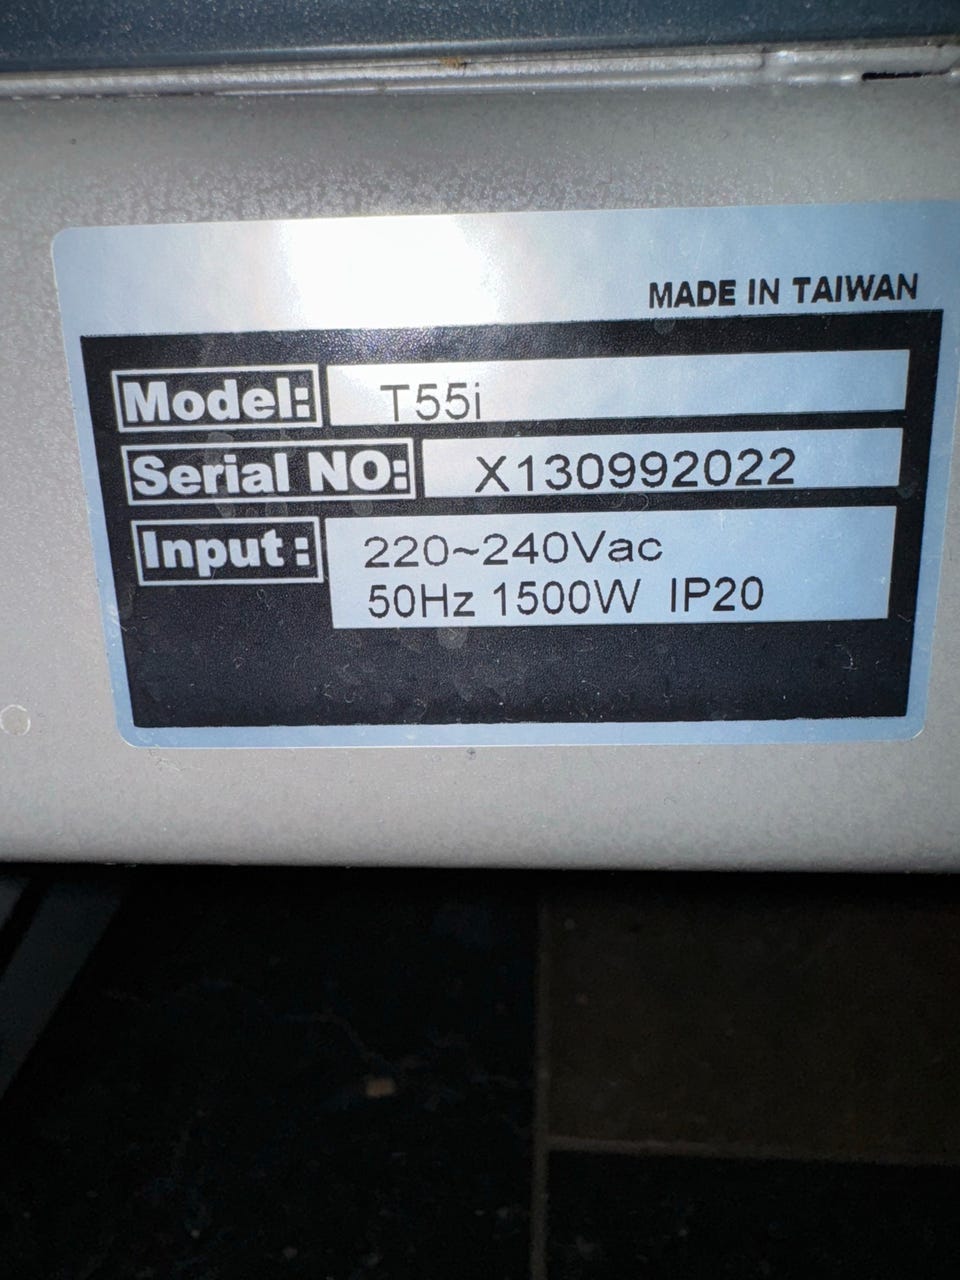 MADE IN TAIWAN
Model: T55i
Serial NO: X130992022
Input: 220~240Vac
50Hz 1500W IP20